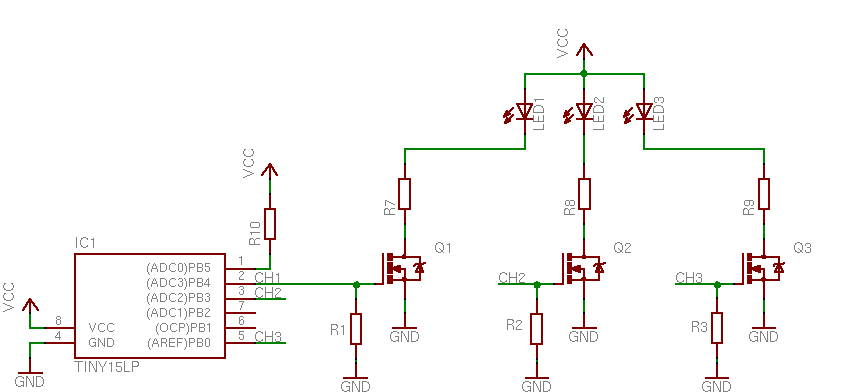 VCC
LED1
LED2
LED3
VCC
R10
R7
R8
R9
IC1
Q1
Q2
Q3
(ADC0)PB5
1
(ADC3)PB4
2
CH1
(ADC2)PB3
3
CH2
(ADC1)PB2
7
(OCP)PB1
6
(AREF)PB0
5
CH3
VCC
8
VCC
4
GND
TINY15LP
GND
CH2
CH3
R1
R2
R3
GND
GND
GND
GND
GND
GND